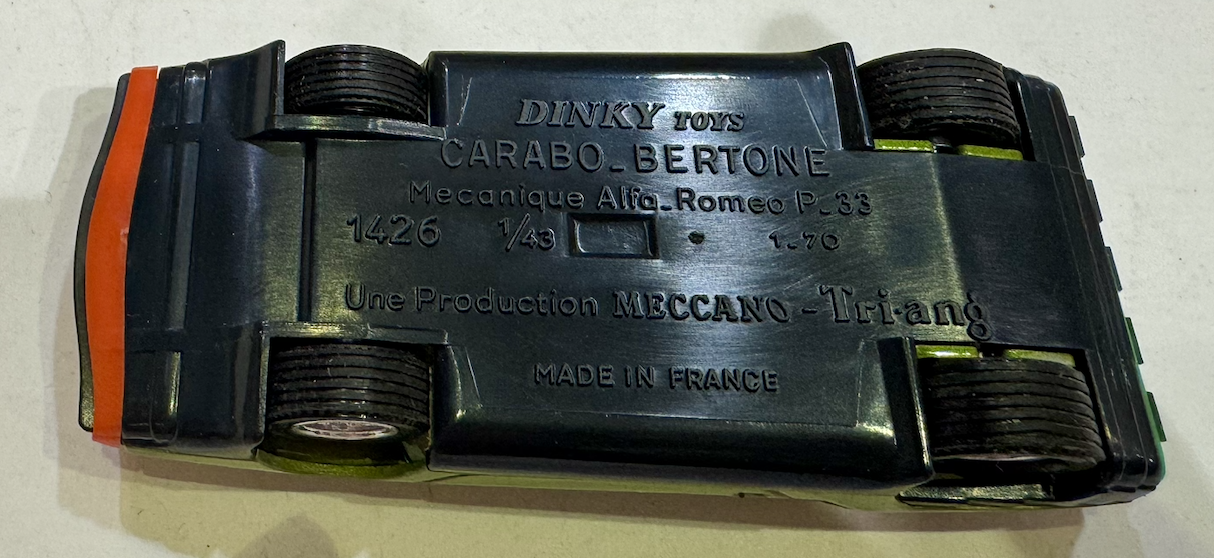 DINKY TOYS
CARABO_BERTONE
Mecanique Alfa_Romeo P_33
1426 1/43 1-70
Une Production MECCANO-Tri-ang
MADE IN FRANCE